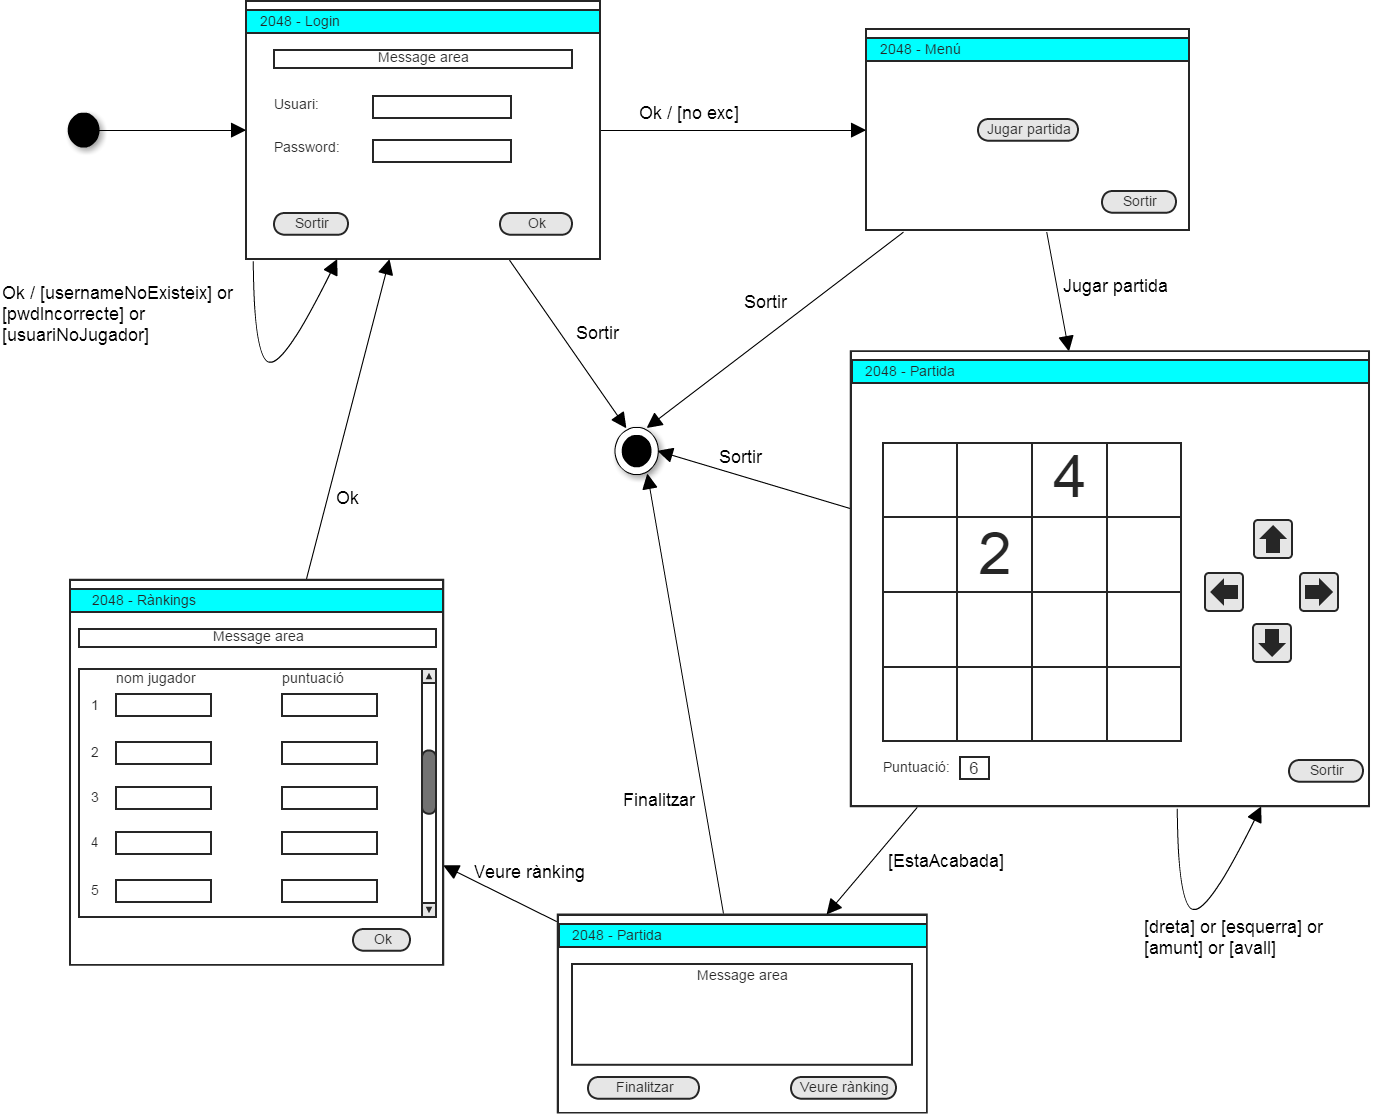 2048 - Login
Message area
Usuari:
Password:
Sortir
Ok
Ok / [no exc]
2048 - Menú
Jugar partida
Sortir
Ok / [usernameNoExisteix] or
[pwdIncorrecte] or
[usuariNoJugador]
Sortir
Sortir
Jugar partida
2048 - Partida
4
2
Puntuació:
6
Sortir
Sortir
Ok
2048 - Rànkings
Message area
nom jugador
puntuació
1
2
3
4
5
Ok
Finalitzar
Veure rànking
[EstaAcabada]
[dreta] or [esquerra] or
[amunt] or [avall]
2048 - Partida
Message area
Finalitzar
Veure rànking